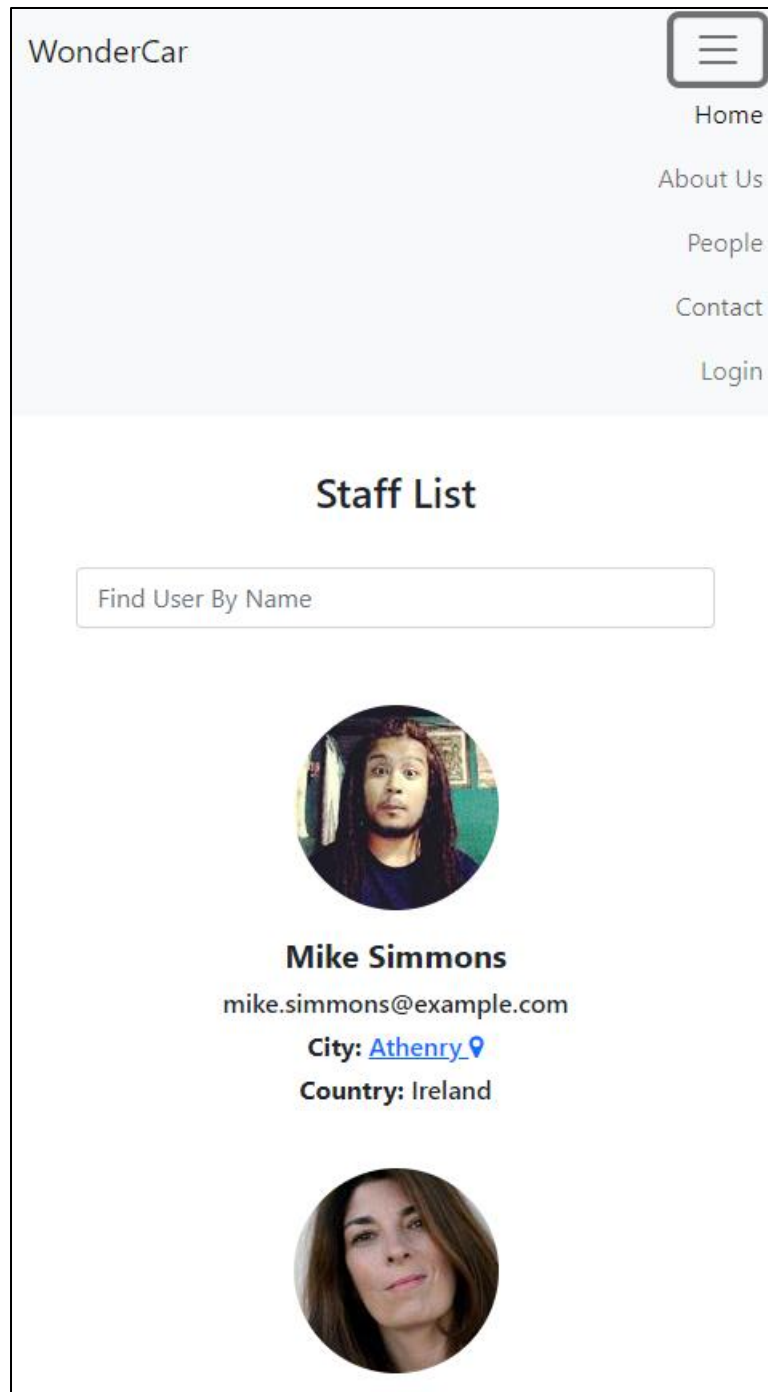 WonderCar
Home
About Us
People
Contact
Login
Staff List
Find User By Name
Mike Simmons
mike.simmons@example.com
City: Athenry
Country: Ireland